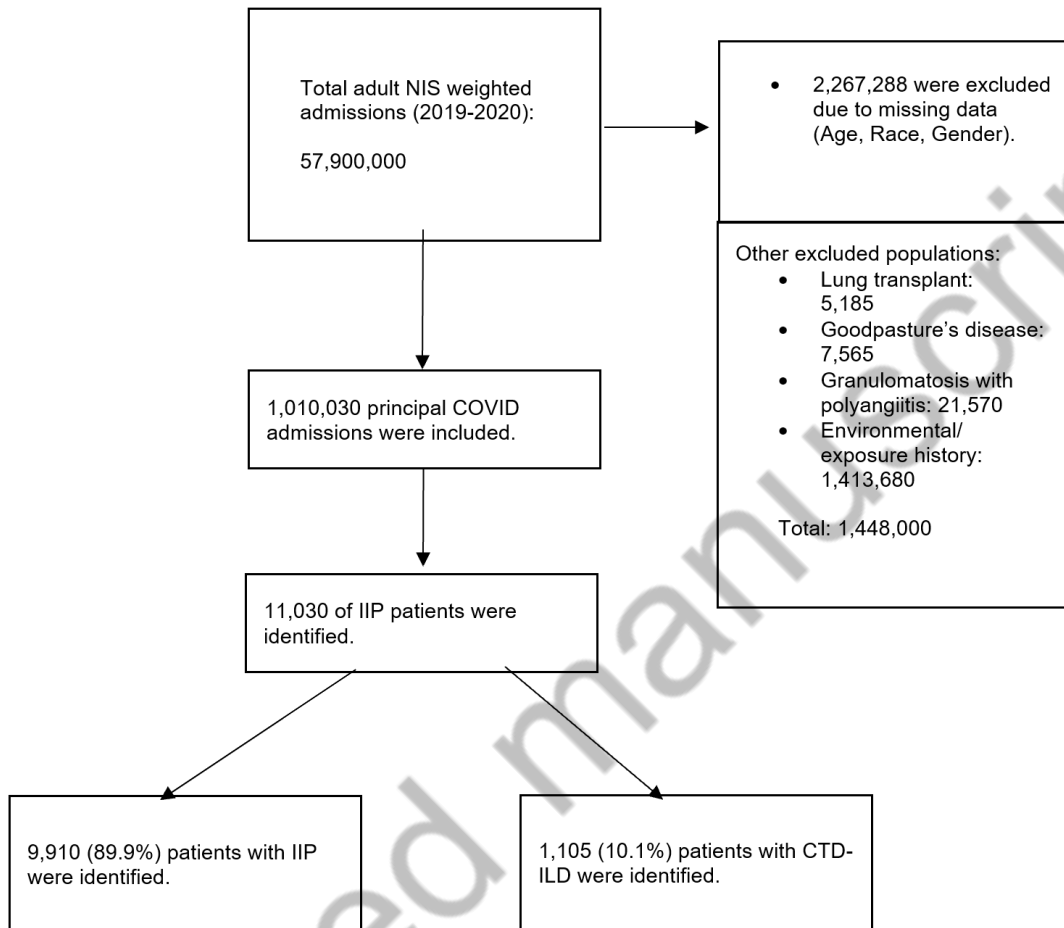 Total adult NIS weighted
admissions (2019-2020):
57,900,000
• 2,267,288 were excluded
due to missing data
(Age, Race, Gender).
Other excluded populations:
• Lung transplant:
5,185
• Goodpasture’s disease:
7,565
• Granulomatosis with
polyangiitis: 21,570
• Environmental/
exposure history:
1,413,680
Total: 1,448,000
1,010,030 principal COVID
admissions were included.
11,030 of IIP patients were
identified.
9,910 (89.9%) patients with IIP
were identified.
1,105 (10.1%) patients with CTD-
ILD were identified.
ed manuscrip